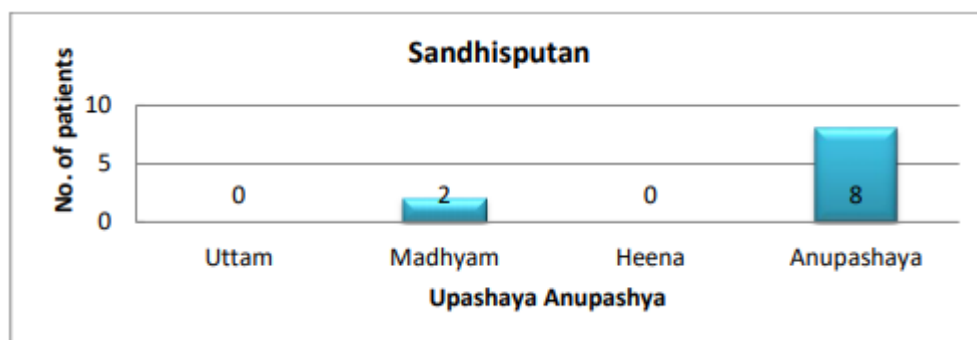 Sandhisputan
No. of patients
10
5
0
0
2
0
8
Uttam
Madhyam
Heena
Anupashaya
Upashaya Anupashya